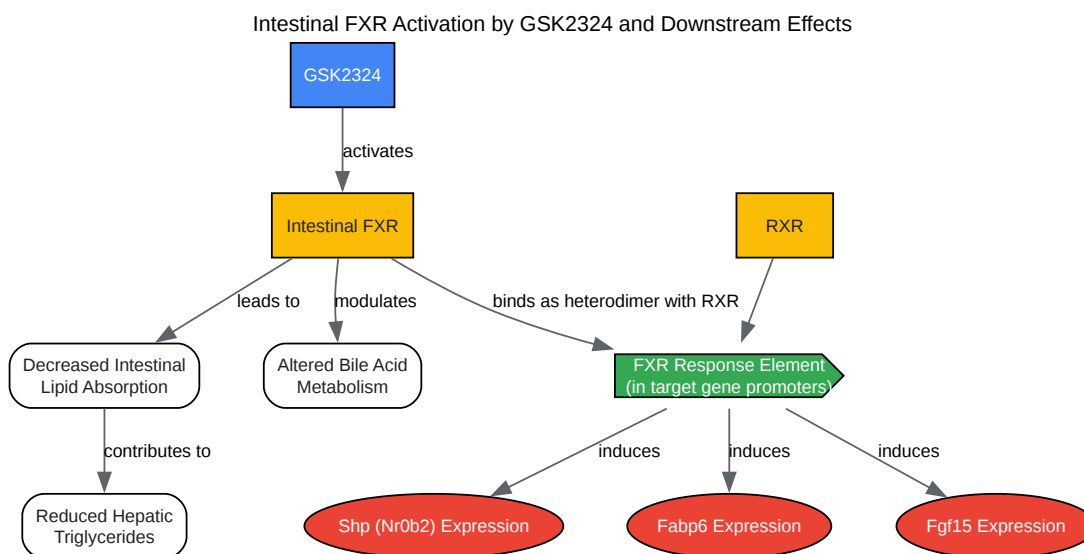 Intestinal FXR Activation by GSK2324 and Downstream Effects
GSK2324
activates
Intestinal FXR
RXR
leads to
modulates
binds as heterodimer with RXR
Decreased Intestinal
Lipid Absorption
Altered Bile Acid
Metabolism
FXR Response Element
(in target gene promoters)
contributes to
induces
induces
induces
Reduced Hepatic
Triglycerides
Shp (Nr0b2) Expression
Fabp6 Expression
Fgf15 Expression